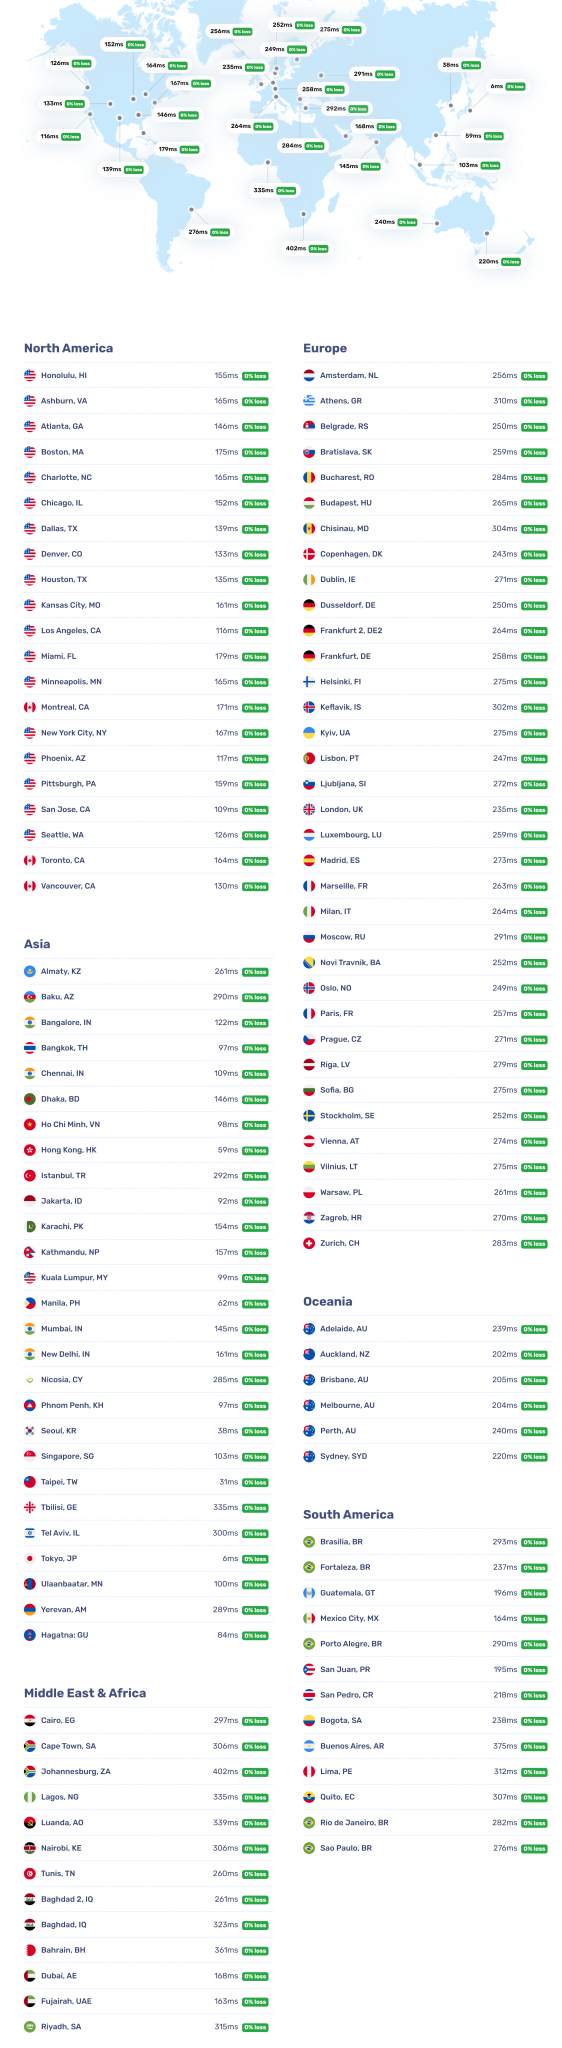 252ms 0% loss
256ms 0% loss
275ms 0% loss
152ms 0% loss
249ms 0% loss
126ms 0% loss
164ms 0% loss
235ms 0% loss
38ms 0% loss
291ms 0% loss
167ms 0% loss
6ms 0% loss
258ms 0% loss
133ms 0% loss
292ms 0% loss
146ms 0% loss
264ms 0% loss
168ms 0% loss
116ms 0% loss
59ms 0% loss
284ms 0% loss
179ms 0% loss
139ms 0% loss
145ms 0% loss
103ms 0% loss
335ms 0% loss
240ms 0% loss
276ms 0% loss
402ms 0% loss
220ms 0% loss
North America
Honolulu, HI 155ms 0% loss
Ashburn, VA 165ms 0% loss
Atlanta, GA 146ms 0% loss
Boston, MA 175ms 0% loss
Charlotte, NC 165ms 0% loss
Chicago, IL 152ms 0% loss
Dallas, TX 139ms 0% loss
Denver, CO 133ms 0% loss
Houston, TX 135ms 0% loss
Kansas City, MO 161ms 0% loss
Los Angeles, CA 116ms 0% loss
Miami, FL 179ms 0% loss
Minneapolis, MN 165ms 0% loss
Montreal, CA 171ms 0% loss
New York City, NY 167ms 0% loss
Phoenix, AZ 117ms 0% loss
Pittsburgh, PA 159ms 0% loss
San Jose, CA 109ms 0% loss
Seattle, WA 126ms 0% loss
Toronto, CA 164ms 0% loss
Vancouver, CA 130ms 0% loss
Asia
Almaty, KZ 261ms 0% loss
Baku, AZ 290ms 0% loss
Bangalore, IN 122ms 0% loss
Bangkok, TH 97ms 0% loss
Chennai, IN 109ms 0% loss
Dhaka, BD 146ms 0% loss
Ho Chi Minh, VN 98ms 0% loss
Hong Kong, HK 59ms 0% loss
Istanbul, TR 292ms 0% loss
Jakarta, ID 92ms 0% loss
Karachi, PK 154ms 0% loss
Kathmandu, NP 157ms 0% loss
Kuala Lumpur, MY 99ms 0% loss
Manila, PH 62ms 0% loss
Mumbai, IN 145ms 0% loss
New Delhi, IN 161ms 0% loss
Nicosia, CY 285ms 0% loss
Phnom Penh, KH 97ms 0% loss
Seoul, KR 38ms 0% loss
Singapore, SG 103ms 0% loss
Taipei, TW 31ms 0% loss
Tbilisi, GE 335ms 0% loss
Tel Aviv, IL 300ms 0% loss
Tokyo, JP 6ms 0% loss
Ulaanbaatar, MN 100ms 0% loss
Yerevan, AM 289ms 0% loss
Hagatna: GU 84ms 0% loss
Middle East & Africa
Cairo, EG 297ms 0% loss
Cape Town, SA 306ms 0% loss
Johannesburg, ZA 402ms 0% loss
Lagos, NG 335ms 0% loss
Luanda, AO 339ms 0% loss
Nairobi, KE 306ms 0% loss
Tunis, TN 260ms 0% loss
Baghdad 2, IQ 261ms 0% loss
Baghdad, IQ 323ms 0% loss
Bahrain, BH 361ms 0% loss
Dubai, AE 168ms 0% loss
Fujairah, UAE 163ms 0% loss
Riyadh, SA 315ms 0% loss
Europe
Amsterdam, NL 256ms 0% loss
Athens, GR 310ms 0% loss
Belgrade, RS 250ms 0% loss
Bratislava, SK 259ms 0% loss
Bucharest, RO 284ms 0% loss
Budapest, HU 265ms 0% loss
Chisinau, MD 304ms 0% loss
Copenhagen, DK 243ms 0% loss
Dublin, IE 271ms 0% loss
Dusseldorf, DE 250ms 0% loss
Frankfurt 2, DE2 264ms 0% loss
Frankfurt, DE 258ms 0% loss
Helsinki, FI 275ms 0% loss
Keflavik, IS 302ms 0% loss
Kyiv, UA 275ms 0% loss
Lisbon, PT 247ms 0% loss
Ljubljana, SI 272ms 0% loss
London, UK 235ms 0% loss
Luxembourg, LU 259ms 0% loss
Madrid, ES 273ms 0% loss
Marseille, FR 263ms 0% loss
Milan, IT 264ms 0% loss
Moscow, RU 291ms 0% loss
Novi Travnik, BA 252ms 0% loss
Oslo, NO 249ms 0% loss
Paris, FR 257ms 0% loss
Prague, CZ 271ms 0% loss
Riga, LV 279ms 0% loss
Sofia, BG 275ms 0% loss
Stockholm, SE 252ms 0% loss
Vienna, AT 274ms 0% loss
Vilnius, LT 275ms 0% loss
Warsaw, PL 261ms 0% loss
Zagreb, HR 270ms 0% loss
Zurich, CH 283ms 0% loss
Oceania
Adelaide, AU 239ms 0% loss
Auckland, NZ 202ms 0% loss
Brisbane, AU 205ms 0% loss
Melbourne, AU 204ms 0% loss
Perth, AU 240ms 0% loss
Sydney, SYD 220ms 0% loss
South America
Brasilia, BR 293ms 0% loss
Fortaleza, BR 237ms 0% loss
Guatemala, GT 196ms 0% loss
Mexico City, MX 164ms 0% loss
Porto Alegre, BR 290ms 0% loss
San Juan, PR 195ms 0% loss
San Pedro, CR 218ms 0% loss
Bogota, SA 238ms 0% loss
Buenos Aires, AR 375ms 0% loss
Lima, PE 312ms 0% loss
Quito, EC 307ms 0% loss
Rio de Janeiro, BR 282ms 0% loss
Sao Paulo, BR 276ms 0% loss